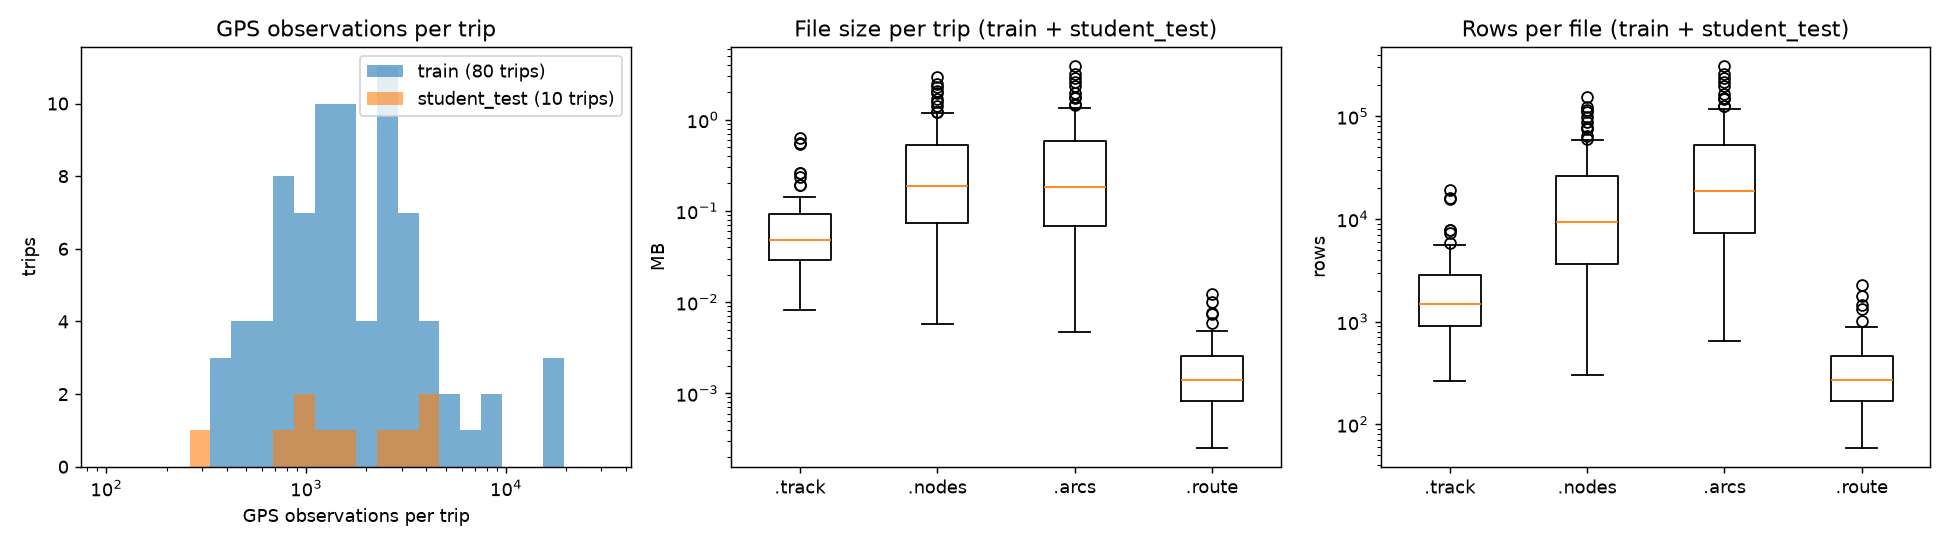 GPS observations per trip
train (80 trips)
student_test (10 trips)
trips
10
8
6
4
2
0
10²
10³
10⁴
GPS observations per trip
File size per trip (train + student_test)
MB
10⁰
10⁻¹
10⁻²
10⁻³
.track
.nodes
.arcs
.route
Rows per file (train + student_test)
rows
10⁵
10⁴
10³
10²
.track
.nodes
.arcs
.route